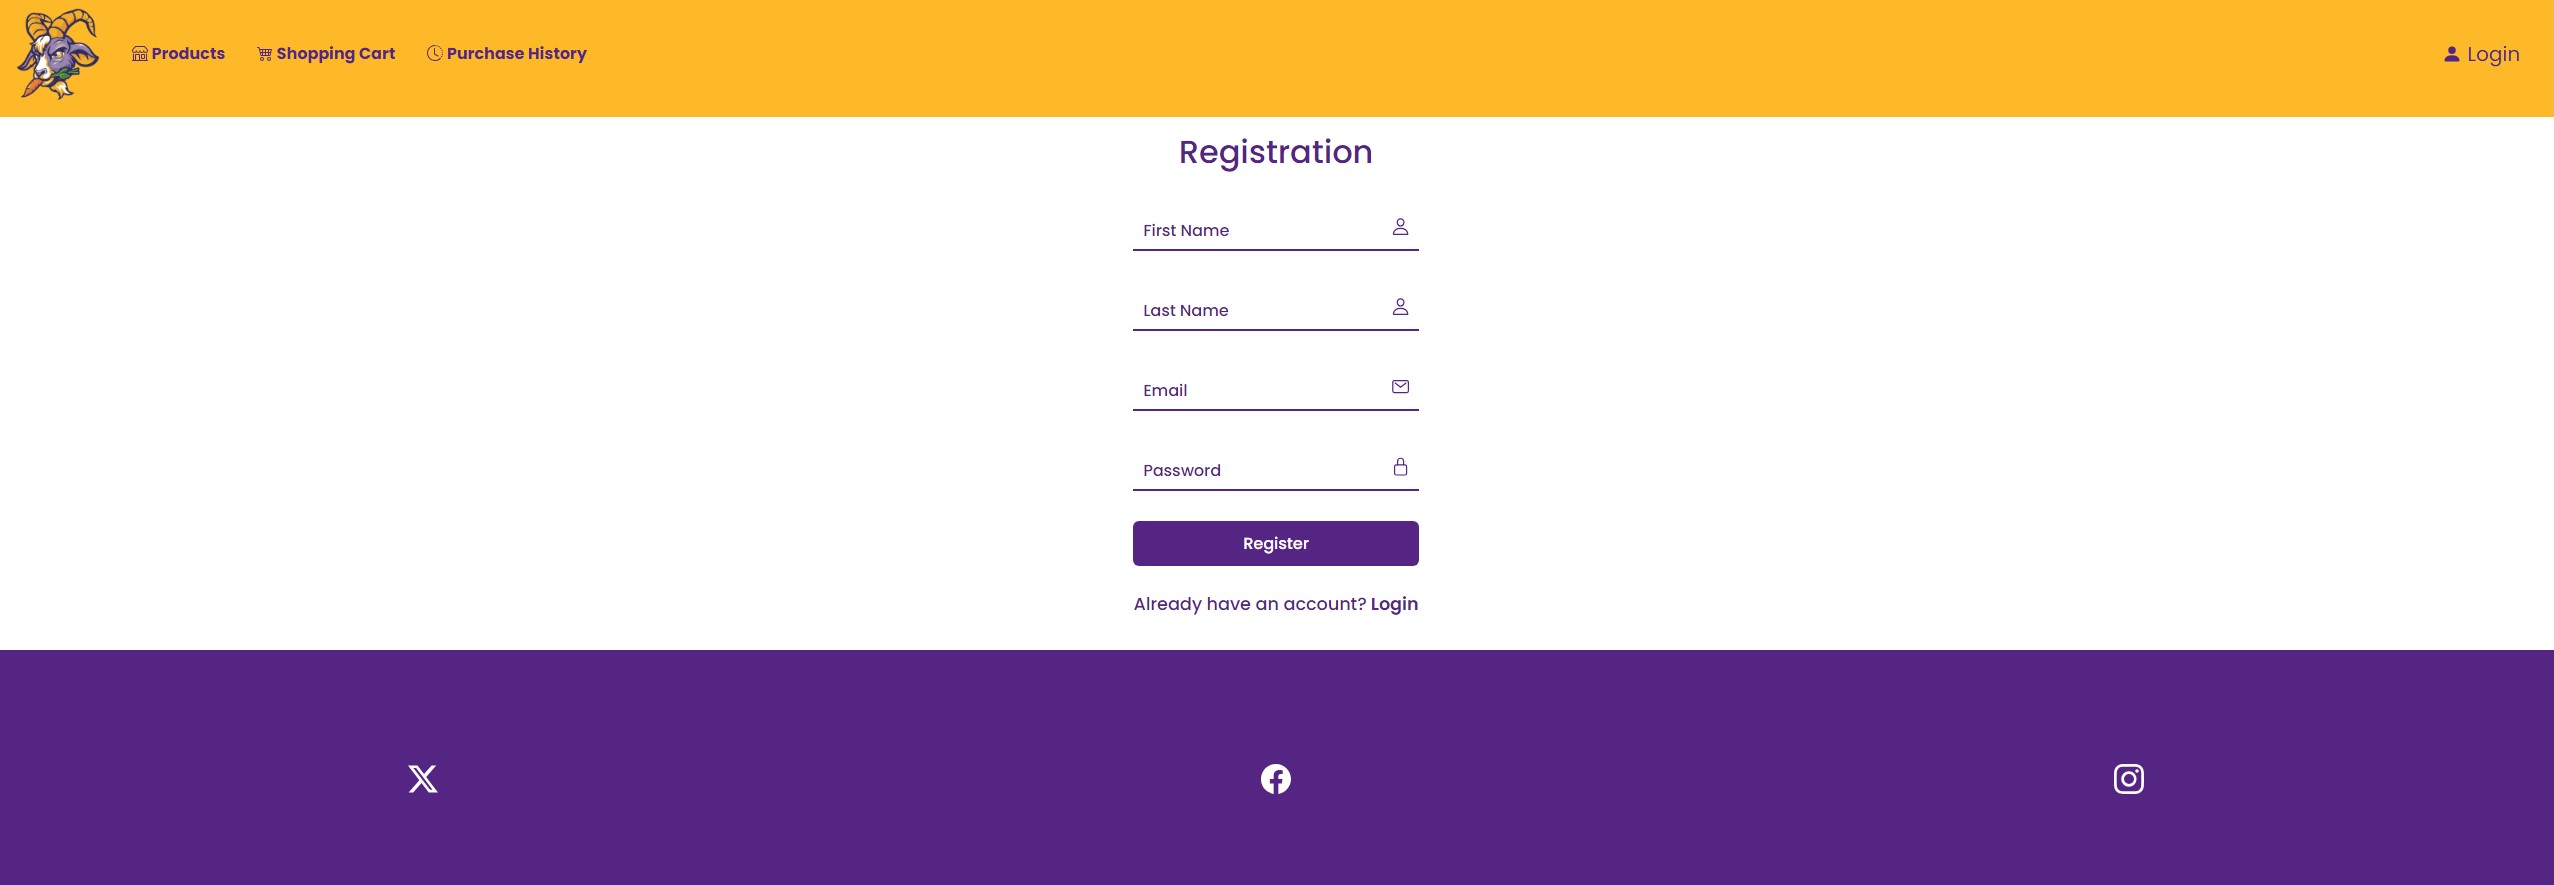 Products Shopping Cart Purchase History Login
Registration
First Name
Last Name
Email
Password
Register
Already have an account? Login